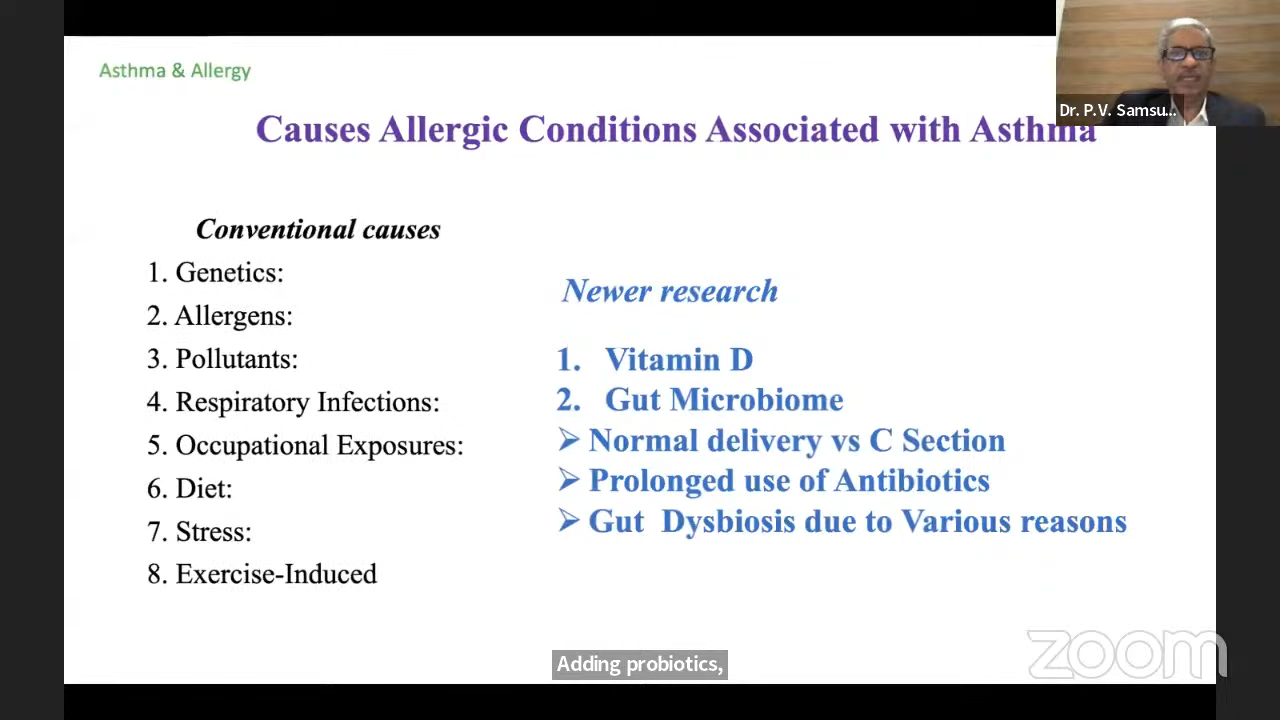 Asthma & Allergy
Dr. P.V. Samsu...
Causes Allergic Conditions Associated with Asthma
Conventional causes
1. Genetics:
2. Allergens:
3. Pollutants:
4. Respiratory Infections:
5. Occupational Exposures:
6. Diet:
7. Stress:
8. Exercise-Induced
Newer research
1. Vitamin D
2. Gut Microbiome
➢ Normal delivery vs C Section
➢ Prolonged use of Antibiotics
➢ Gut Dysbiosis due to Various reasons
Adding probiotics,
zoom